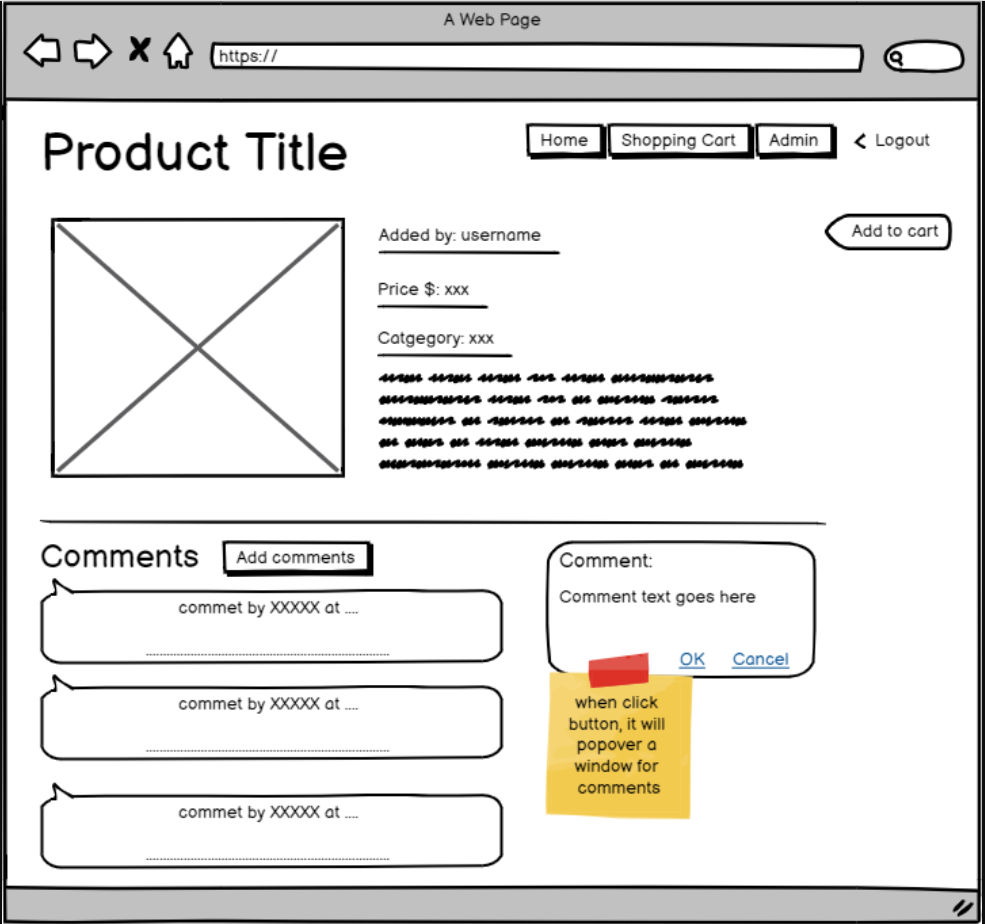 A Web Page
https://
Product Title
Home
Shopping Cart
Admin
Logout
Added by: username
Add to cart
Price $: xxx
Catgegory: xxx
Comments
Add comments
commet by XXXXX at ....
commet by XXXXX at ....
commet by XXXXX at ....
Comment:
Comment text goes here
OK
Cancel
when click
button, it will
popover a
window for
comments